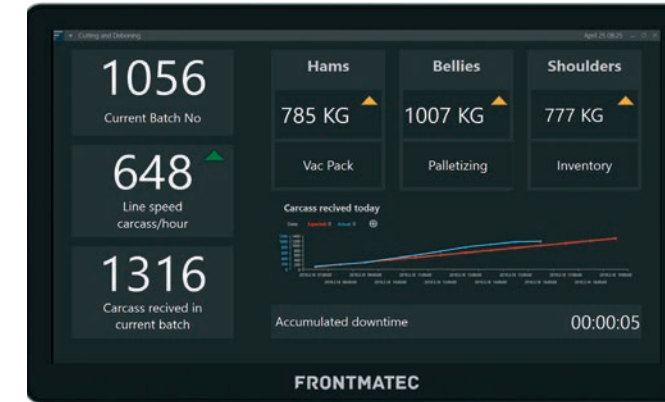 Cutting and Deboning
April 25 08:25
1056
Current Batch No
648
Line speed
carcass/hour
1316
Carcass recived in
current batch
Hams
785 KG
Vac Pack
Bellies
1007 KG
Palletizing
Shoulders
777 KG
Inventory
Carcass recived today
Accumulated downtime
00:00:05
FRONTMATEC